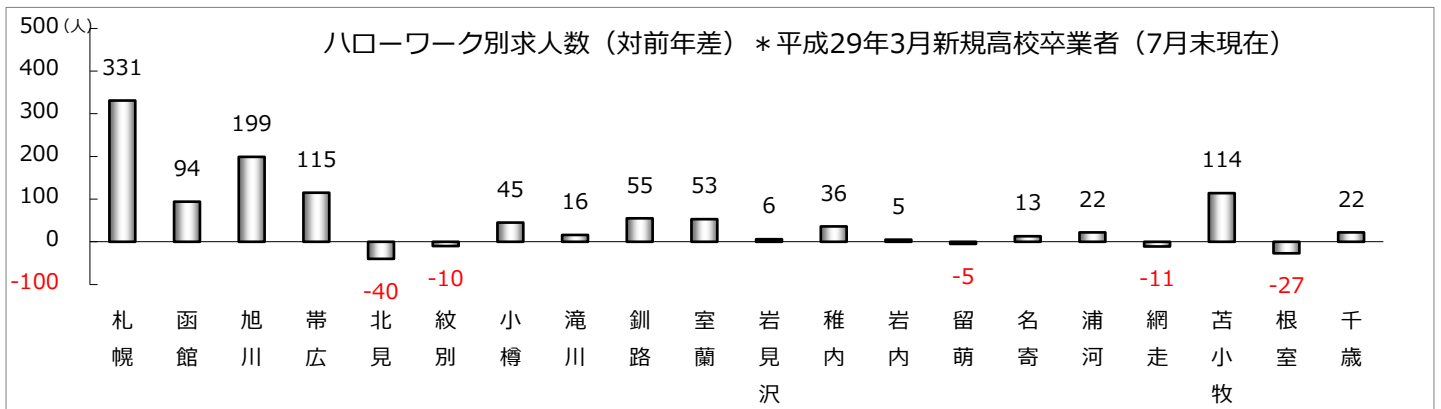 500 (人)
ハローワーク別求人数（対前年差）＊平成29年3月新規高校卒業者（7月末現在）
400
300
200
100
0
-100
331
94
199
115
-40
-10
45
16
55
53
6
36
5
-5
13
22
-11
114
-27
22
札幌
函館
旭川
帯広
北見
紋別
小樽
滝川
釧路
室蘭
岩見沢
稚内
岩内
留萌
名寄
浦河
網走
苫小牧
根室
千歳